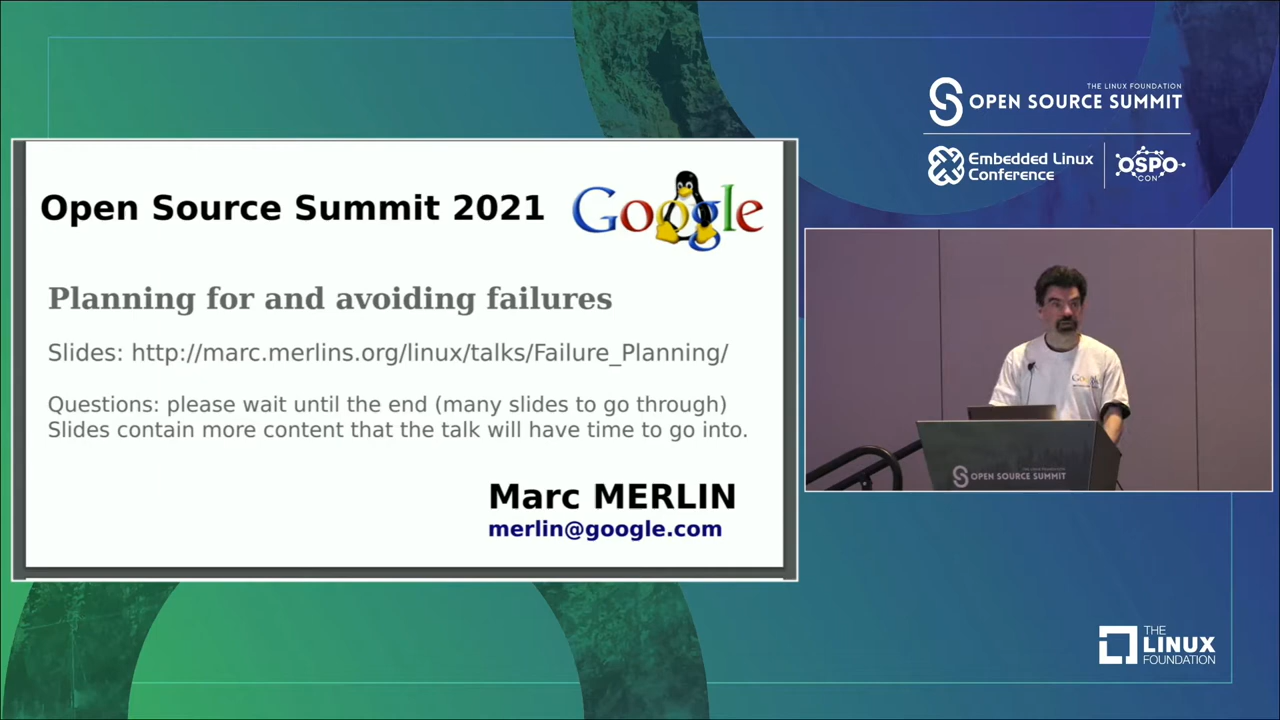 THE LINUX FOUNDATION
OPEN SOURCE SUMMIT
Embedded Linux
Conference
OSPO
CON
Open Source Summit 2021
Google
Planning for and avoiding failures
Slides: http://marc.merlins.org/linux/talks/Failure_Planning/
Questions: please wait until the end (many slides to go through)
Slides contain more content that the talk will have time to go into.
Marc MERLIN
merlin@google.com
OPEN SOURCE SUMMIT
THE
LINUX
FOUNDATION